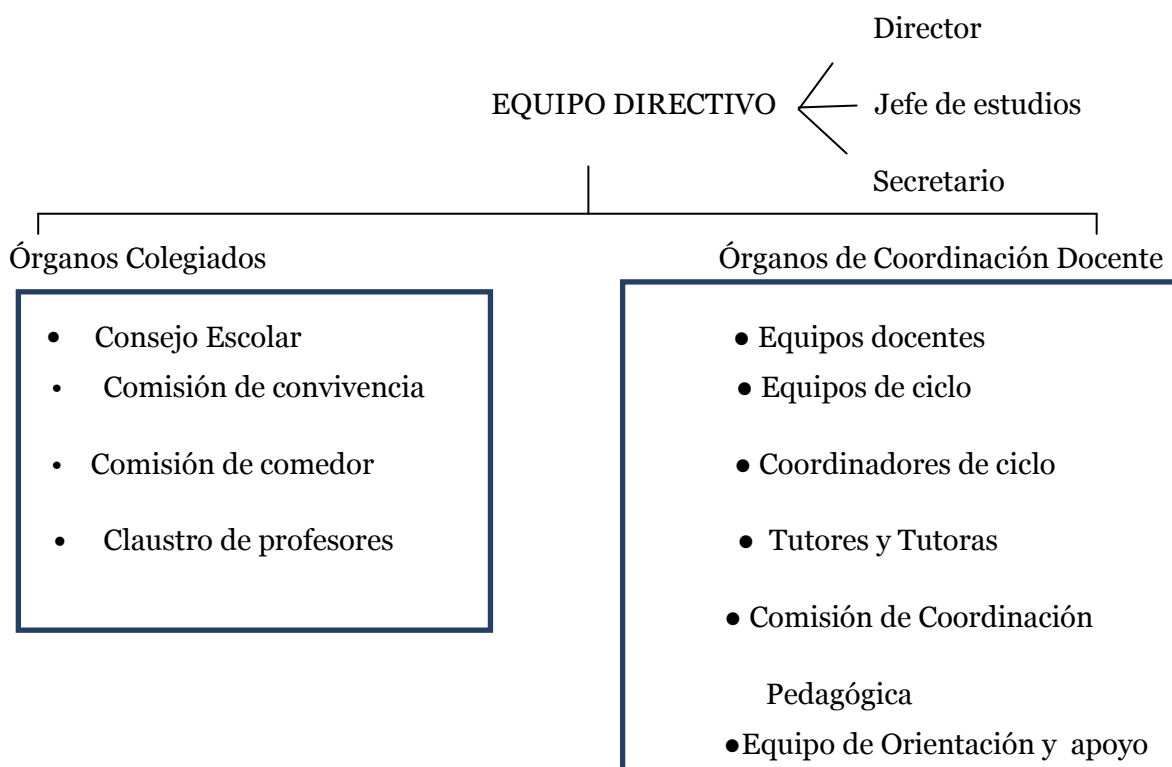 Director
EQUIPO DIRECTIVO
Jefe de estudios
Secretario
Órganos Colegiados
• Consejo Escolar
• Comisión de convivencia
• Comisión de comedor
• Claustro de profesores
Órganos de Coordinación Docente
● Equipos docentes
● Equipos de ciclo
● Coordinadores de ciclo
● Tutores y Tutoras
● Comisión de Coordinación
Pedagógica
●Equipo de Orientación y apoyo